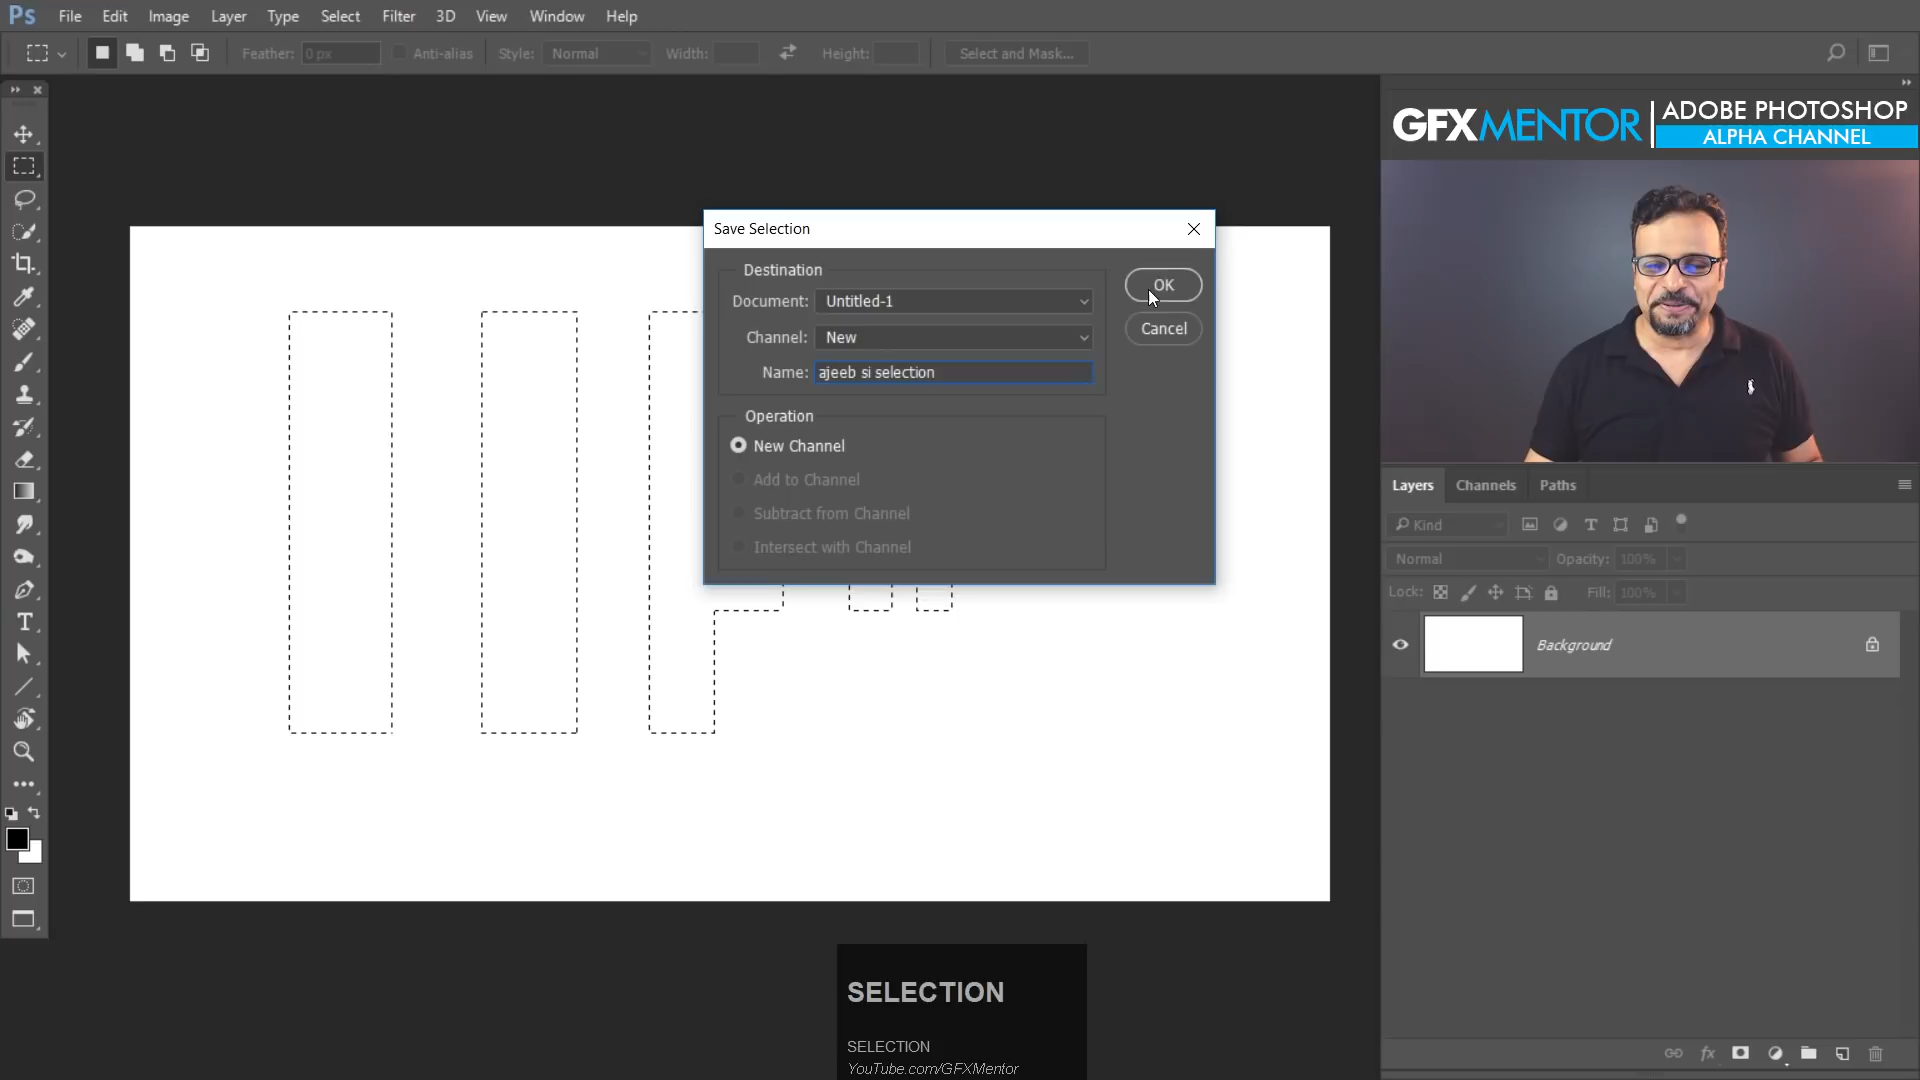 Ps File Edit Image Layer Type Select Filter 3D View Window Help
Feather: 0 px Anti-alias Style: Normal Width: Height: Select and Mask...
GFXMENTOR ADOBE PHOTOSHOP
ALPHA CHANNEL
Save Selection
Destination
OK
Document: Untitled-1
Cancel
Channel: New
Name: ajeeb si selection
Operation
New Channel
Add to Channel
Subtract from Channel
Intersect with Channel
Layers Channels Paths
Kind
Normal Opacity: 100%
Lock: Fill: 100%
Background
fx
SELECTION
SELECTION
YouTube.com/GFXMentor